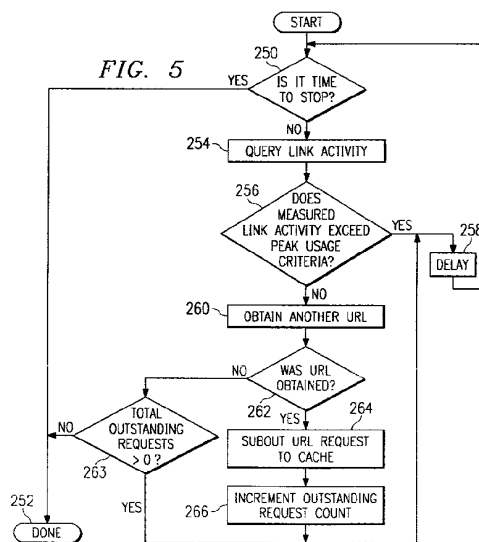 START
FIG. 5
250
YES
IS IT TIME
TO STOP?
NO
254
QUERY LINK ACTIVITY
256
DOES
MEASURED
LINK ACTIVITY EXCEED
PEAK USAGE
CRITERIA?
YES
258
DELAY
NO
260
OBTAIN ANOTHER URL
NO
WAS URL
OBTAINED?
262
YES
264
NO
TOTAL
OUTSTANDING
REQUESTS
> 0 ?
263
SUBOUT URL REQUEST
TO CACHE
252
DONE
YES
266
INCREMENT OUTSTANDING
REQUEST COUNT